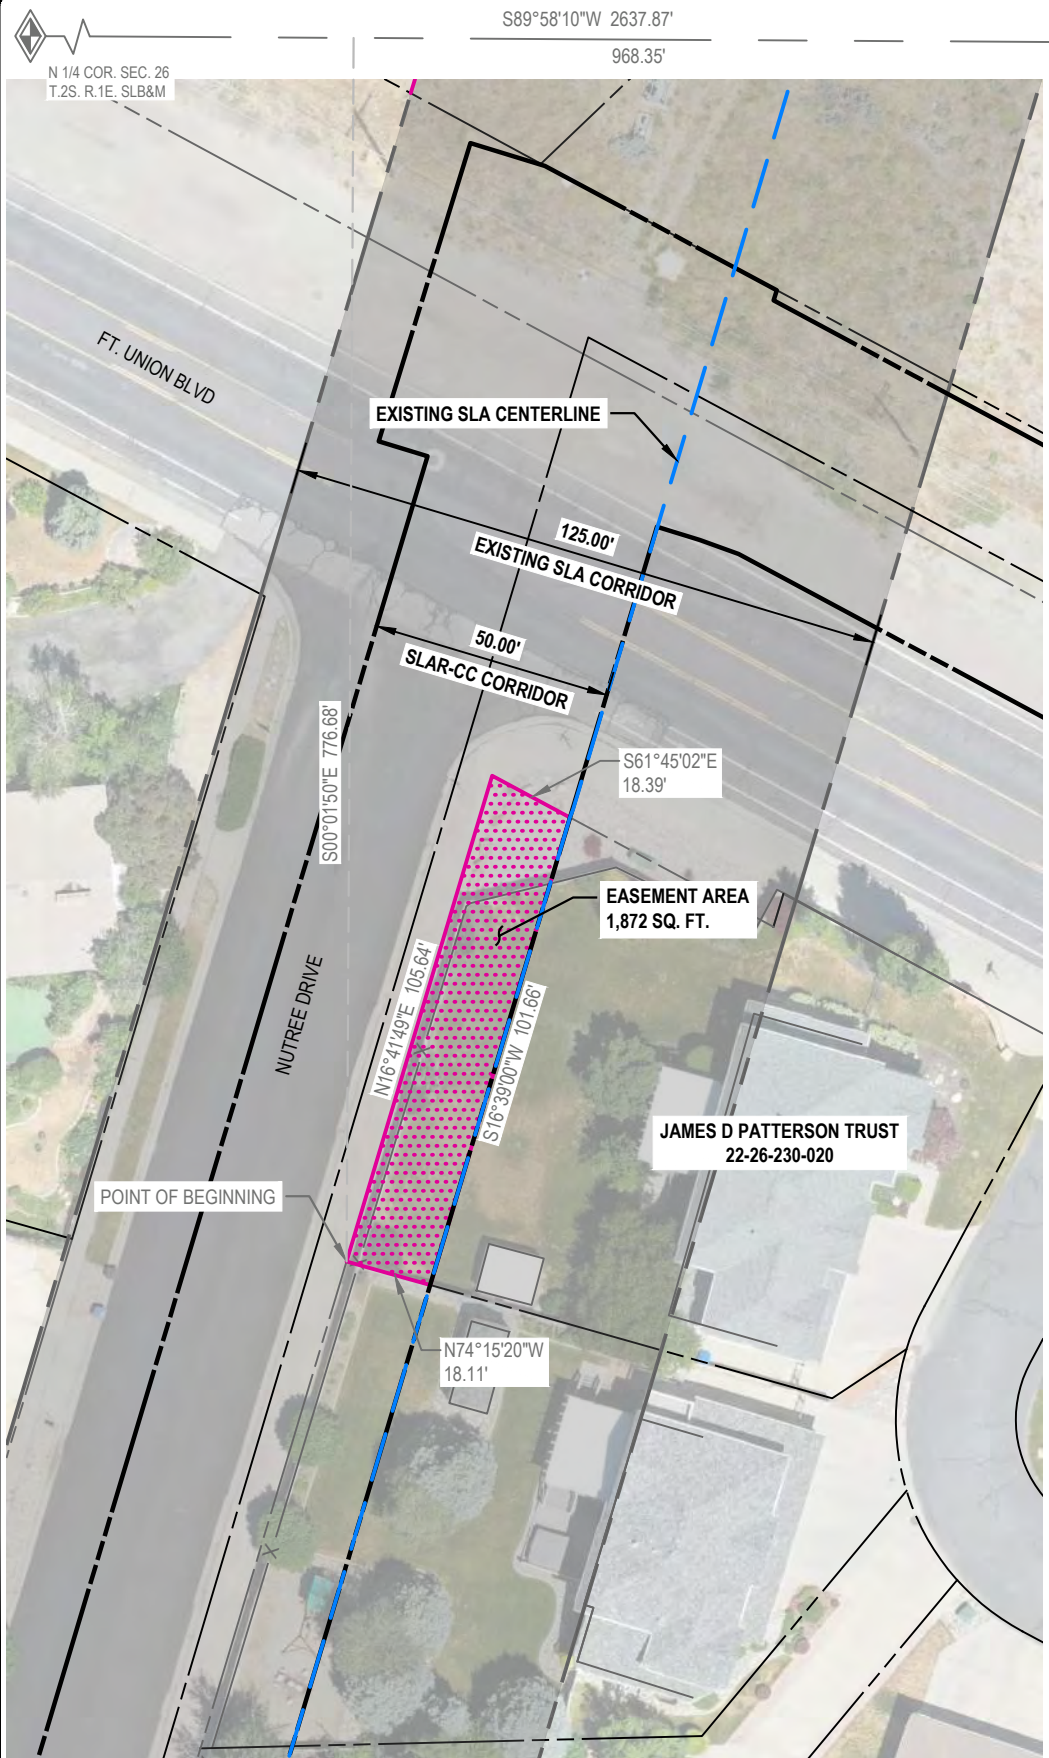 S89°58'10"W 2637.87'
968.35'
N 1/4 COR. SEC. 26
T.2S. R.1E. SLB&M
FT. UNION BLVD
EXISTING SLA CENTERLINE
125.00'
EXISTING SLA CORRIDOR
50.00'
SLAR-CC CORRIDOR
S00°01'50"E 776.68'
S61°45'02"E
18.39'
EASEMENT AREA
1,872 SQ. FT.
N16°41'49"E 105.64'
NUTREE DRIVE
S16°39'00"W 101.66'
JAMES D PATTERSON TRUST
22-26-230-020
POINT OF BEGINNING
N74°15'20"W
18.11'